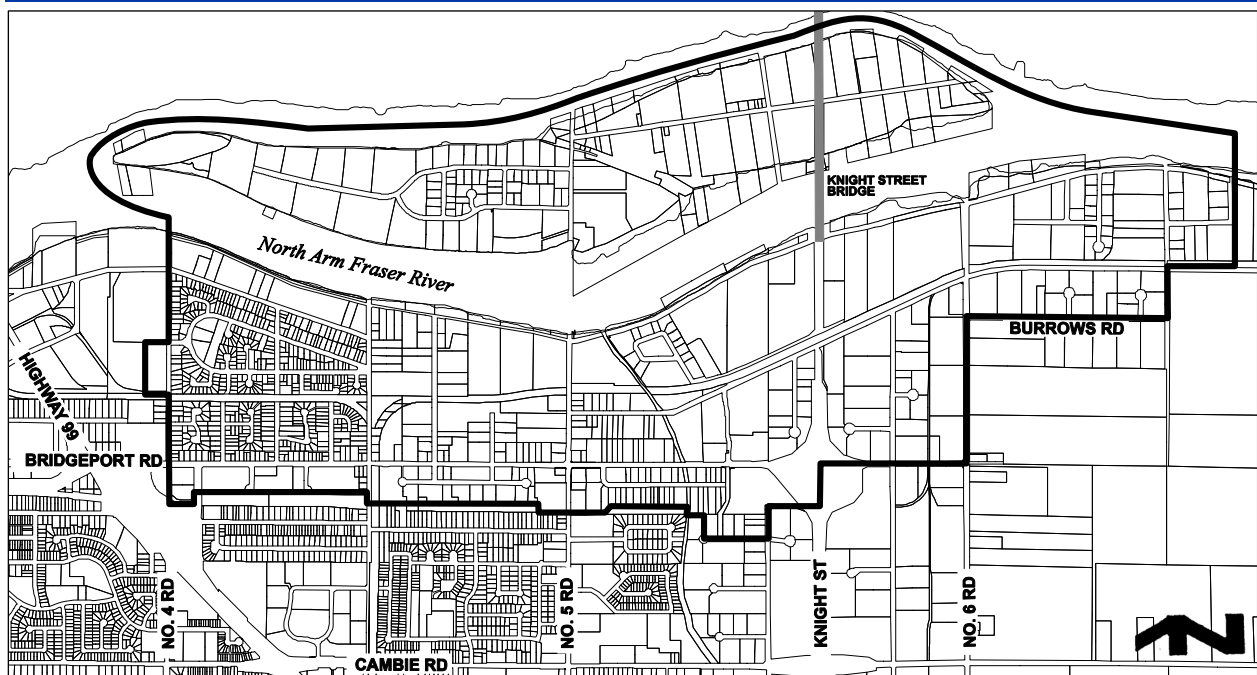 KNIGHT STREET
BRIDGE
North Arm Fraser River
BURROWS RD
HIGHWAY 99
BRIDGEPORT RD
NO. 4 RD
NO. 5 RD
KNIGHT ST
NO. 6 RD
CAMBIE RD
N